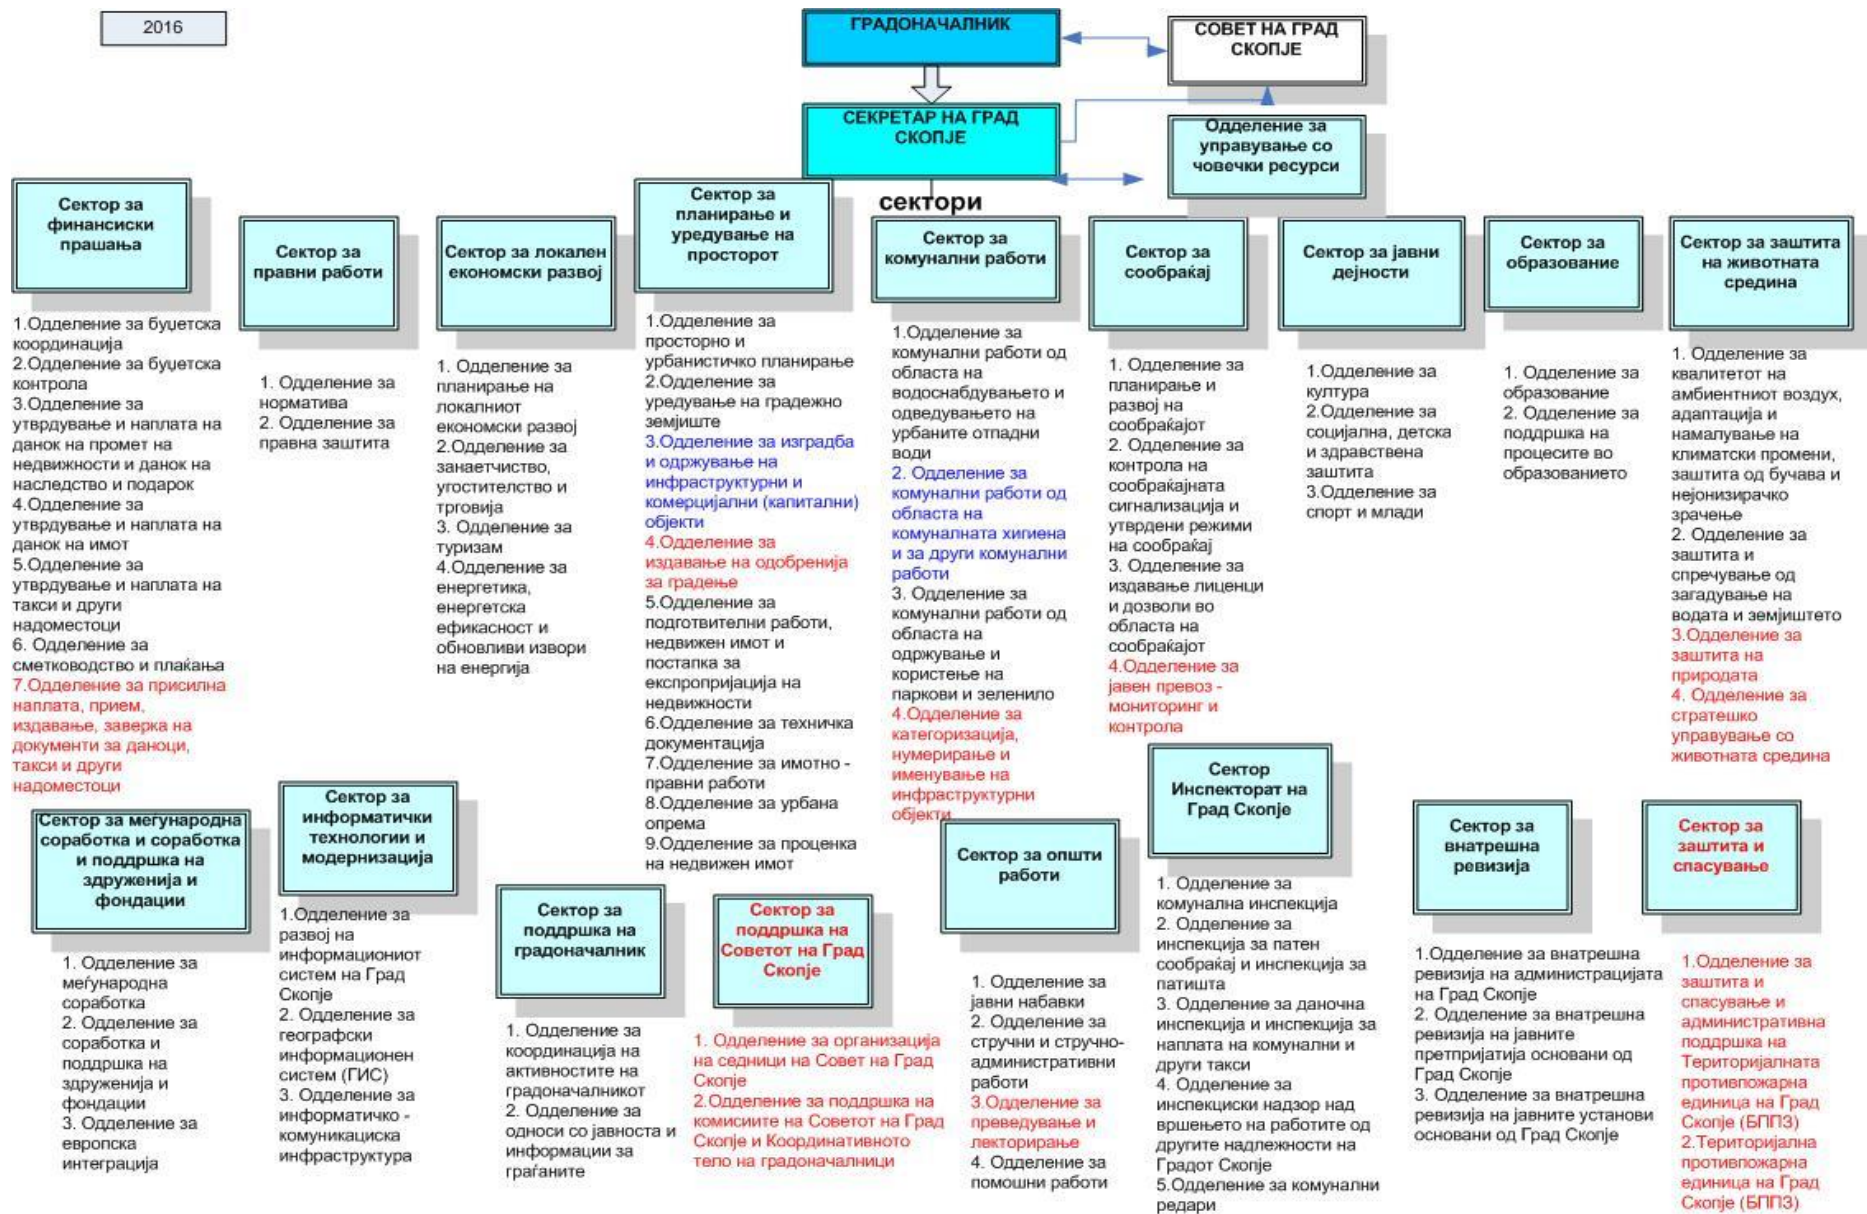 2016
ГРАДОНАЧАЛНИК
СОВЕТ НА ГРАД
СКОПЈЕ
СЕКРЕТАР НА ГРАД
СКОПЈЕ
Одделение за
управување со
човечки ресурси
сектори
Сектор за
финансиски
прашања
1.Одделение за буџетска
координација
2.Одделение за буџетска
контрола
3.Одделение за
утврдување и наплата на
данок на промет на
недвижности и данок на
наследство и подарок
4.Одделение за
утврдување и наплата на
данок на имот
5.Одделение за
утврдување и наплата на
такси и други
надоместоци
6. Одделение за
сметководство и плаќања
7.Одделение за присилна
наплата, прием,
издавање, заверка на
документи за даноци,
такси и други
надоместоци
Сектор за
правни работи
1. Одделение за
норматива
2. Одделение за
правна заштита
Сектор за локален
економски развој
1. Одделение за
планирање на
локалниот
економски развој
2.Одделение за
занаетчиство,
угостителство и
трговија
3. Одделение за
туризам
4.Одделение за
енергетика,
енергетска
ефикасност и
обновливи извори
на енергија
Сектор за
планирање и
уредување на
просторот
1.Одделение за
просторно и
урбанистичко планирање
2.Одделение за
уредување на градежно
земјиште
3.Одделение за изградба
и одржување на
инфраструктурни и
комерцијални (капитални)
објекти
4.Одделение за
издавање на одобренија
за градење
5.Одделение за
подготвителни работи,
недвижен имот и
постапка за
експропријација на
недвижности
6.Одделение за техничка
документација
7.Одделение за имотно -
правни работи
8.Одделение за урбана
опрема
9.Одделение за проценка
на недвижен имот
Сектор за
комунални работи
1.Одделение за
комунални работи од
областа на
водоснабдувањето и
одведувањето на
урбаните отпадни
води
2. Одделение за
комунални работи од
областа на
комуналната хигиена
и за други комунални
работи
3. Одделение за
комунални работи од
областа на
одржување и
користење на
паркови и зеленило
4.Одделение за
категоризација,
нумерирање и
именување на
инфраструктурни
објекти
Сектор за
сообраќај
1. Одделение за
планирање и
развој на
сообраќајот
2. Одделение за
контрола на
сообраќајната
сигнализација и
утврдени режими
на сообраќај
3. Одделение за
издавање лиценци
и дозволи во
областа на
сообраќајот
4.Одделение за
јавен превоз -
мониторинг и
контрола
Сектор за јавни
дејности
1.Одделение за
култура
2.Одделение за
социјална, детска
и здравствена
заштита
3.Одделение за
спорт и млади
Сектор за
образование
1. Одделение за
образование
2. Одделение за
поддршка на
процесите во
образованието
Сектор за заштита
на животната
средина
1. Одделение за
квалитетот на
амбиентниот воздух,
адаптација и
намалување на
климатски промени,
заштита од бучава и
нејонизирачко
зрачење
2. Одделение за
заштита и
спречување од
загадување на
водата и земјиштето
3.Одделение за
заштита на
природата
4. Одделение за
стратешко
управување со
животната средина
Сектор за меѓународна
соработка и соработка
и поддршка на
здруженија и
фондации
1. Одделение за
меѓународна
соработка
2. Одделение за
соработка и
поддршка на
здруженија и
фондации
3. Одделение за
европска
интеграција
Сектор за
информатички
технологии и
модернизација
1.Одделение за
развој на
информациониот
систем на Град
Скопје
2. Одделение за
географски
информационен
систем (ГИС)
3. Одделение за
информатичко -
комуникациска
инфраструктура
Сектор за
поддршка на
градоначалник
1. Одделение за
координација на
активностите на
градоначалникот
2. Одделение за
односи со јавноста и
информации за
граѓаните
Сектор за
поддршка на
Советот на Град
Скопје
1. Одделение за организација
на седници на Совет на Град
Скопје
2.Одделение за поддршка на
комисиите на Советот на Град
Скопје и Координативното
тело на градоначалници
Сектор за општи
работи
1. Одделение за
јавни набавки
2. Одделение за
стручни и стручно-
административни
работи
3.Одделение за
преведување и
лекторирање
4. Одделение за
помошни работи
Сектор
Инспекторат на
Град Скопје
1. Одделение за
комунална инспекција
2. Одделение за
инспекција за патен
сообраќај и инспекција за
патишта
3. Одделение за даночна
инспекција и инспекција за
наплата на комунални и
други такси
4. Одделение за
инспекциски надзор над
вршењето на работите од
другите надлежности на
Градот Скопје
5.Одделение за комунални
редари
Сектор за
внатрешна
ревизија
1.Одделение за внатрешна
ревизија на администрацијата
на Град Скопје
2. Одделение за внатрешна
ревизија на јавните
претпријатија основани од
Град Скопје
3. Одделение за внатрешна
ревизија на јавните установи
основани од Град Скопје
Сектор за
заштита и
спасување
1.Одделение за
заштита и
спасување и
административна
поддршка на
Територијалната
противпожарна
единица на Град
Скопје (БППЗ)
2.Територијална
противпожарна
единица на Град
Скопје (БППЗ)